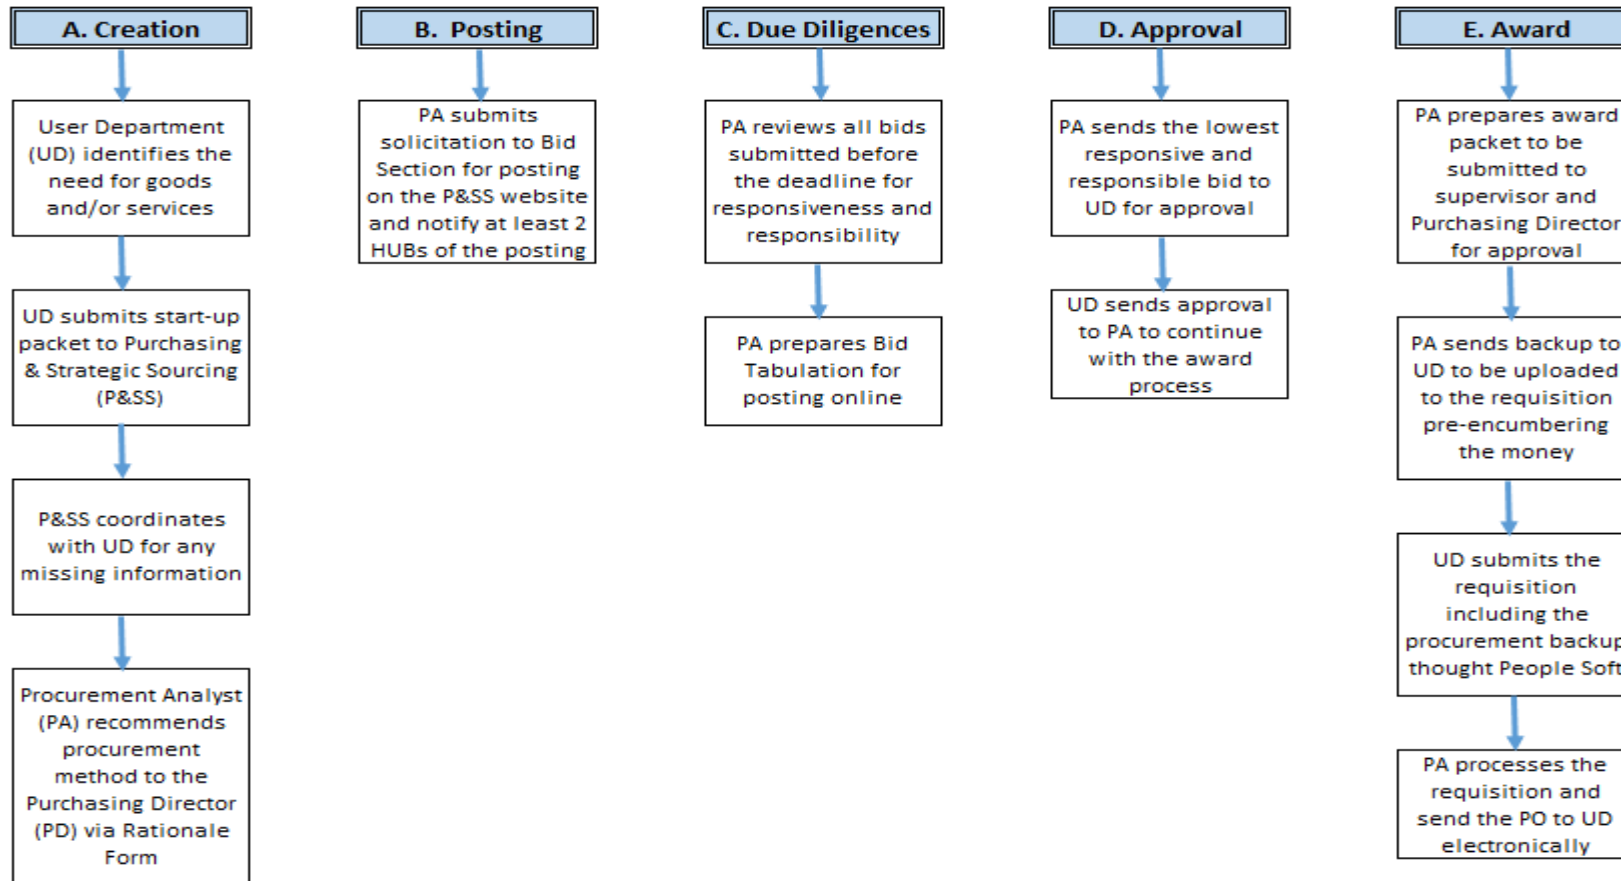 A. Creation
User Department
(UD) identifies the
need for goods
and/or services
UD submits start-up
packet to Purchasing
& Strategic Sourcing
(P&SS)
P&SS coordinates
with UD for any
missing information
Procurement Analyst
(PA) recommends
procurement
method to the
Purchasing Director
(PD) via Rationale
Form
B. Posting
PA submits
solicitation to Bid
Section for posting
on the P&SS website
and notify at least 2
HUBs of the posting
C. Due Diligences
PA reviews all bids
submitted before
the deadline for
responsiveness and
responsibility
PA prepares Bid
Tabulation for
posting online
D. Approval
PA sends the lowest
responsive and
responsible bid to
UD for approval
UD sends approval
to PA to continue
with the award
process
E. Award
PA prepares award
packet to be
submitted to
supervisor and
Purchasing Director
for approval
PA sends backup to
UD to be uploaded
to the requisition
pre-encumbering
the money
UD submits the
requisition
including the
procurement backup
thought People Soft
PA processes the
requisition and
send the PO to UD
electronically